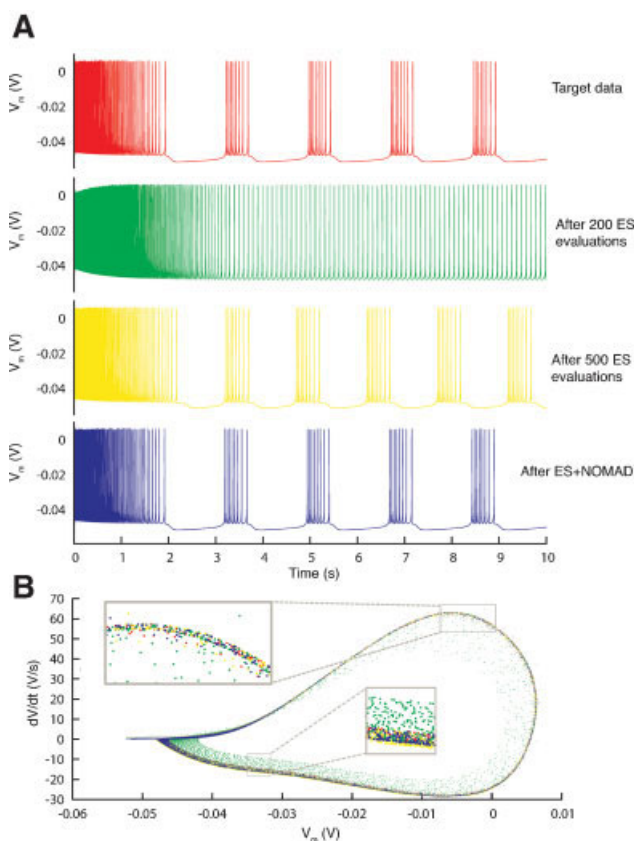 A
0
-0.02
-0.04
Vm (V)
Target data
0
-0.02
-0.04
Vm (V)
After 200 ES
evaluations
0
-0.02
-0.04
Vm (V)
After 500 ES
evaluations
0
-0.02
-0.04
Vm (V)
After ES+NOMAD
0 1 2 3 4 5 6 7 8 9 10
Time (s)
B
70
60
50
40
30
20
10
0
-10
-20
-30
dV/dt (V/s)
-0.06 -0.05 -0.04 -0.03 -0.02 -0.01 0 0.01
Vm (V)